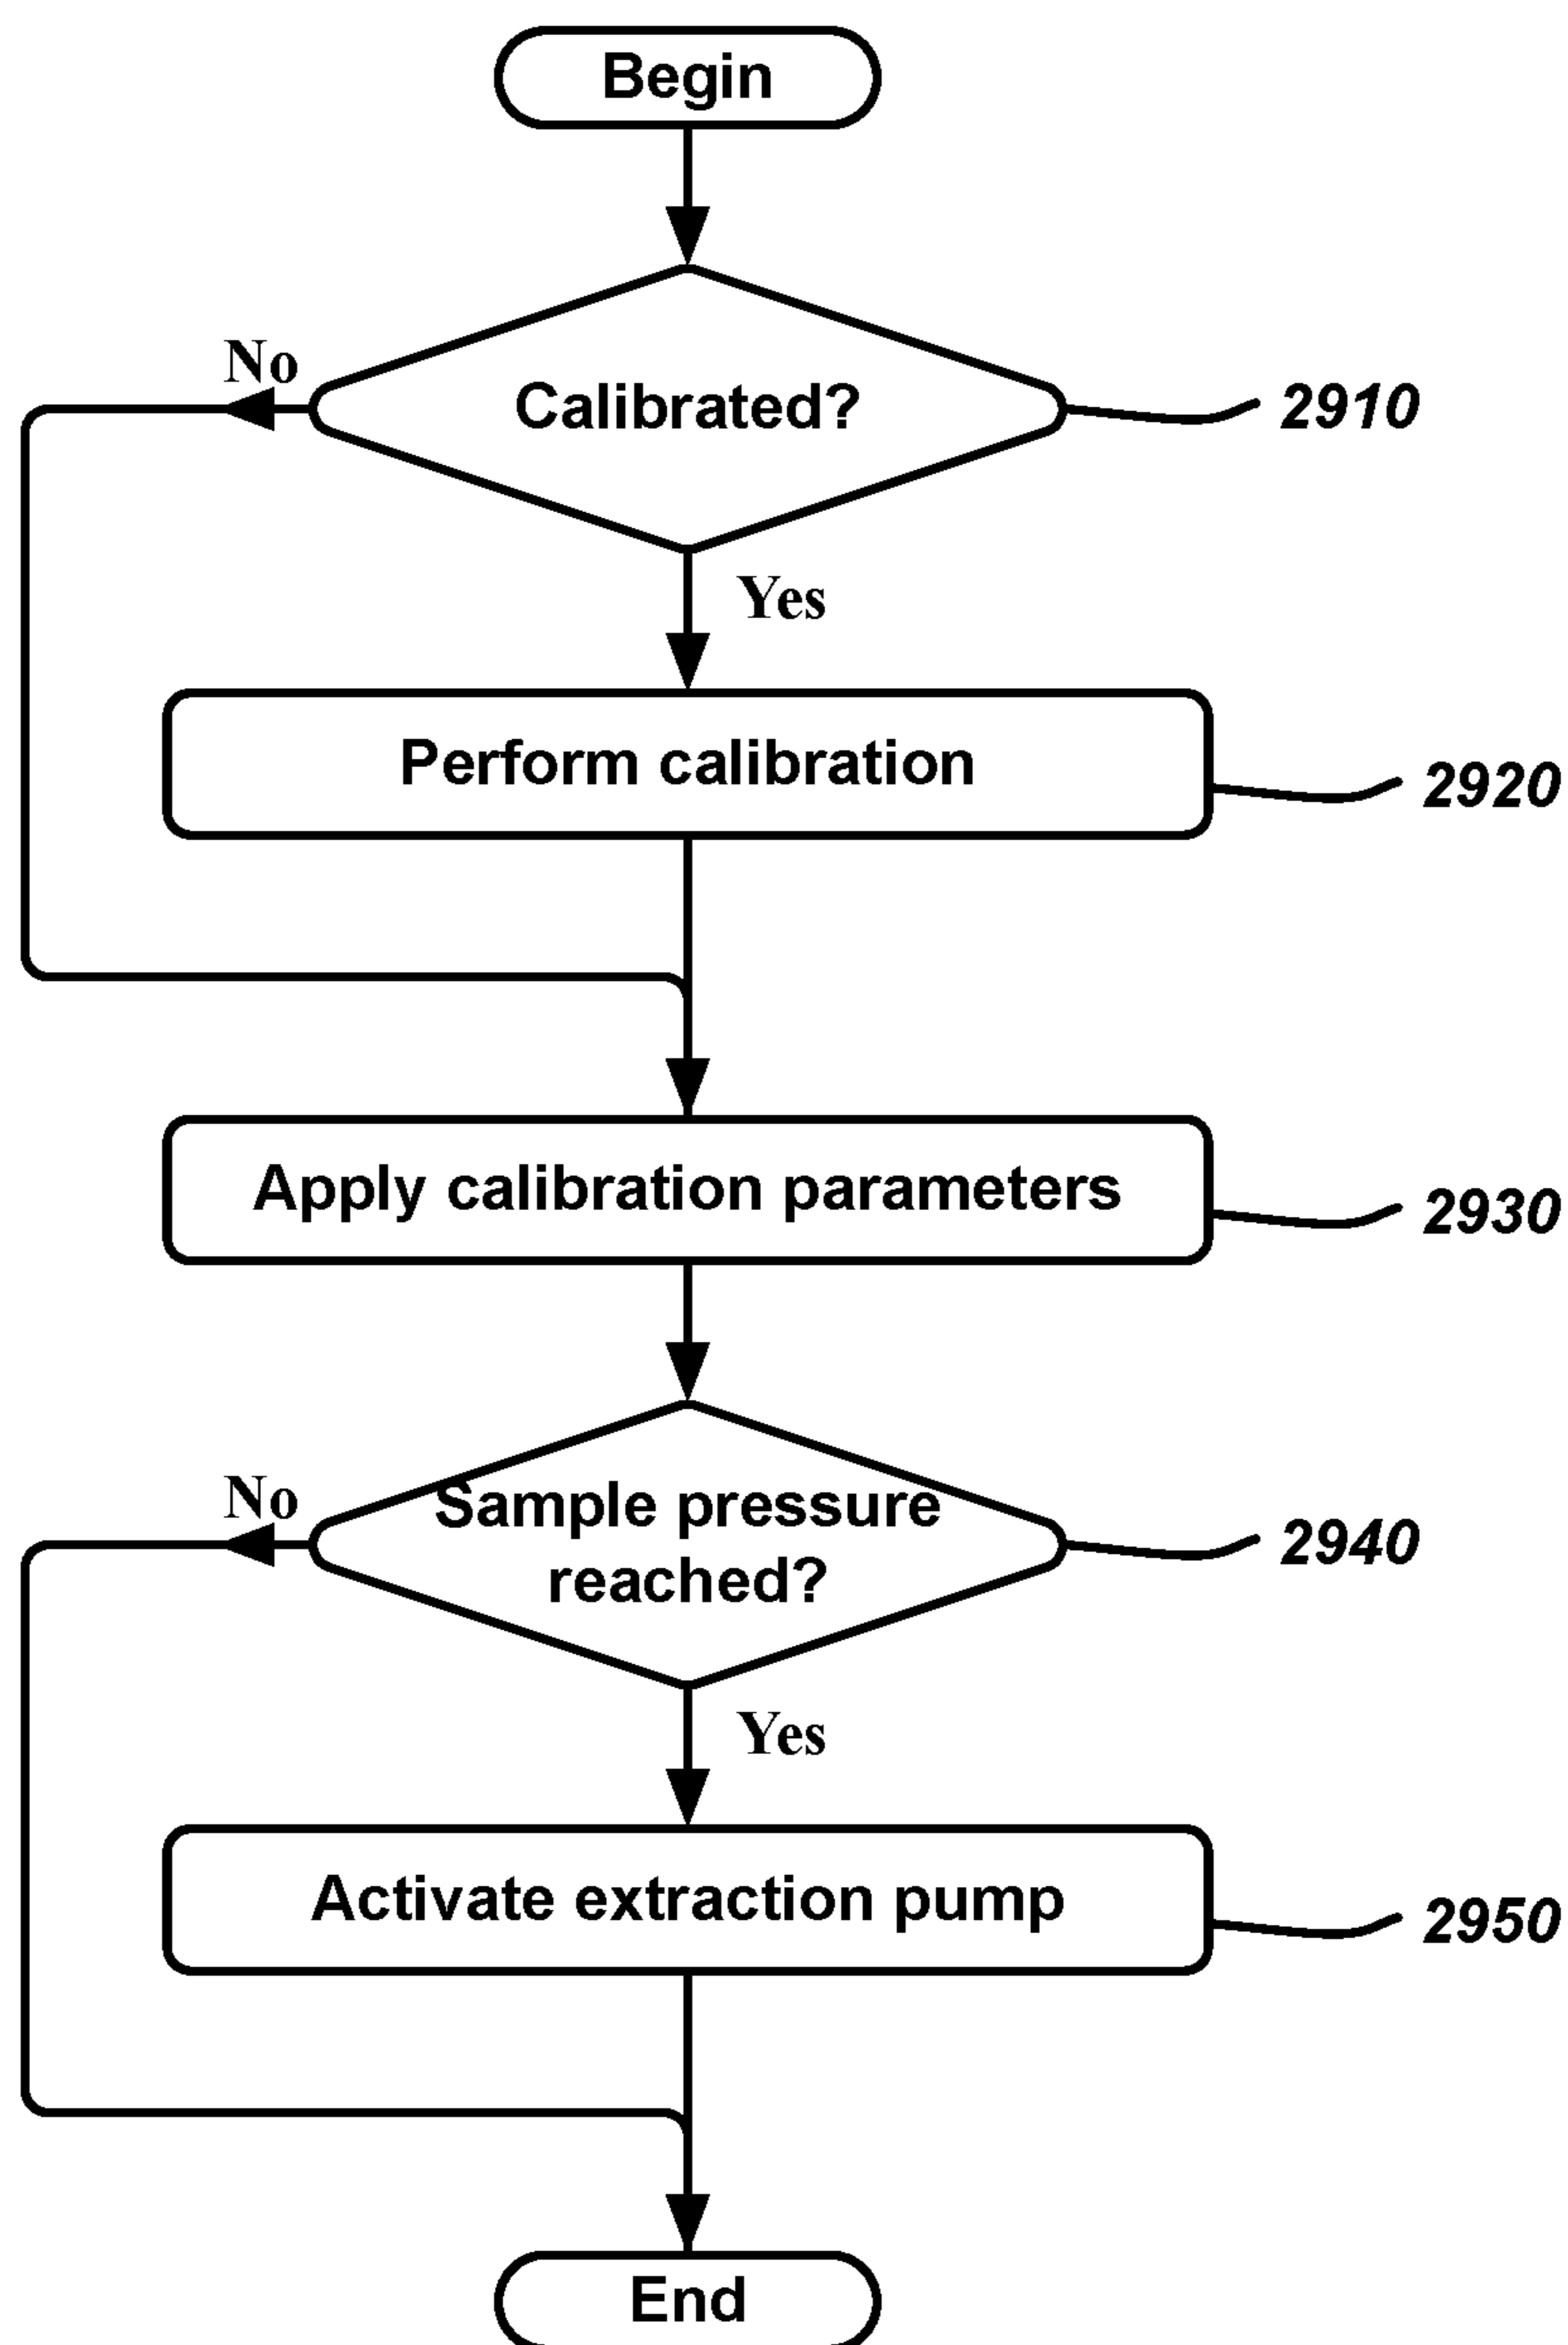 Begin
No
Calibrated?
2910
Yes
Perform calibration
2920
Apply calibration parameters
2930
No
Sample pressure
reached?
2940
Yes
Activate extraction pump
2950
End